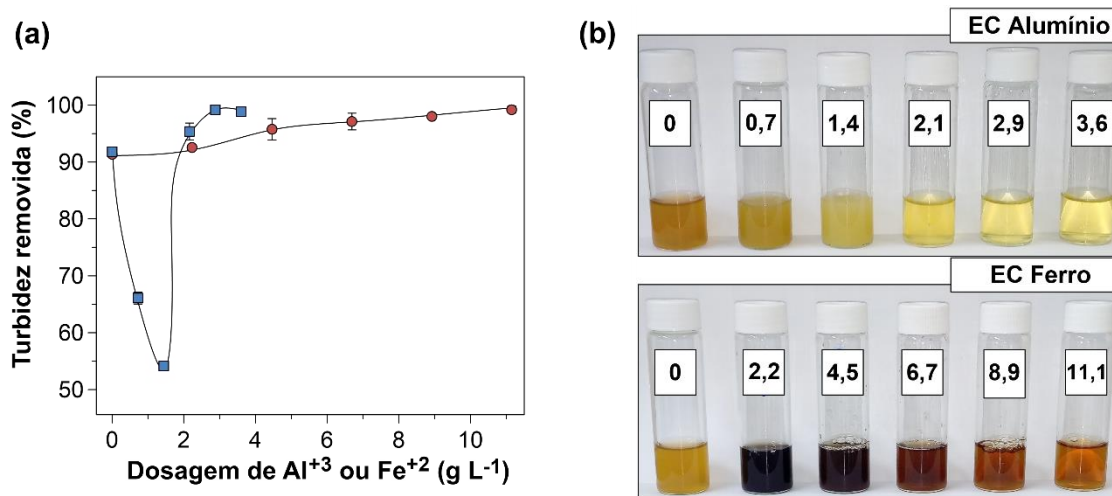 (a)
Turbidez removida (%)
100
90
80
70
60
50
0 2 4 6 8 10
Dosagem de Al+3 ou Fe+2 (g L-1)
(b)
EC Alumínio
0 0,7 1,4 2,1 2,9 3,6
EC Ferro
0 2,2 4,5 6,7 8,9 11,1